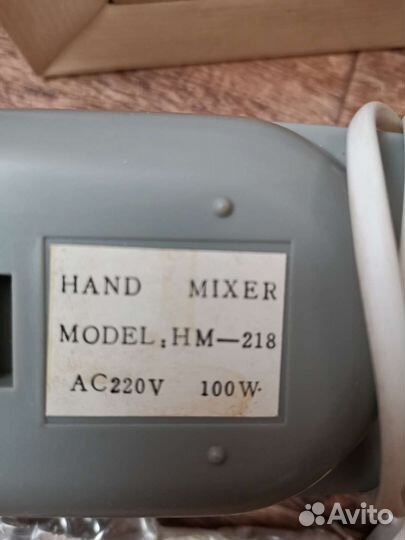 HAND MIXER
MODEL: HM—218
AC220V 100W.
Avito